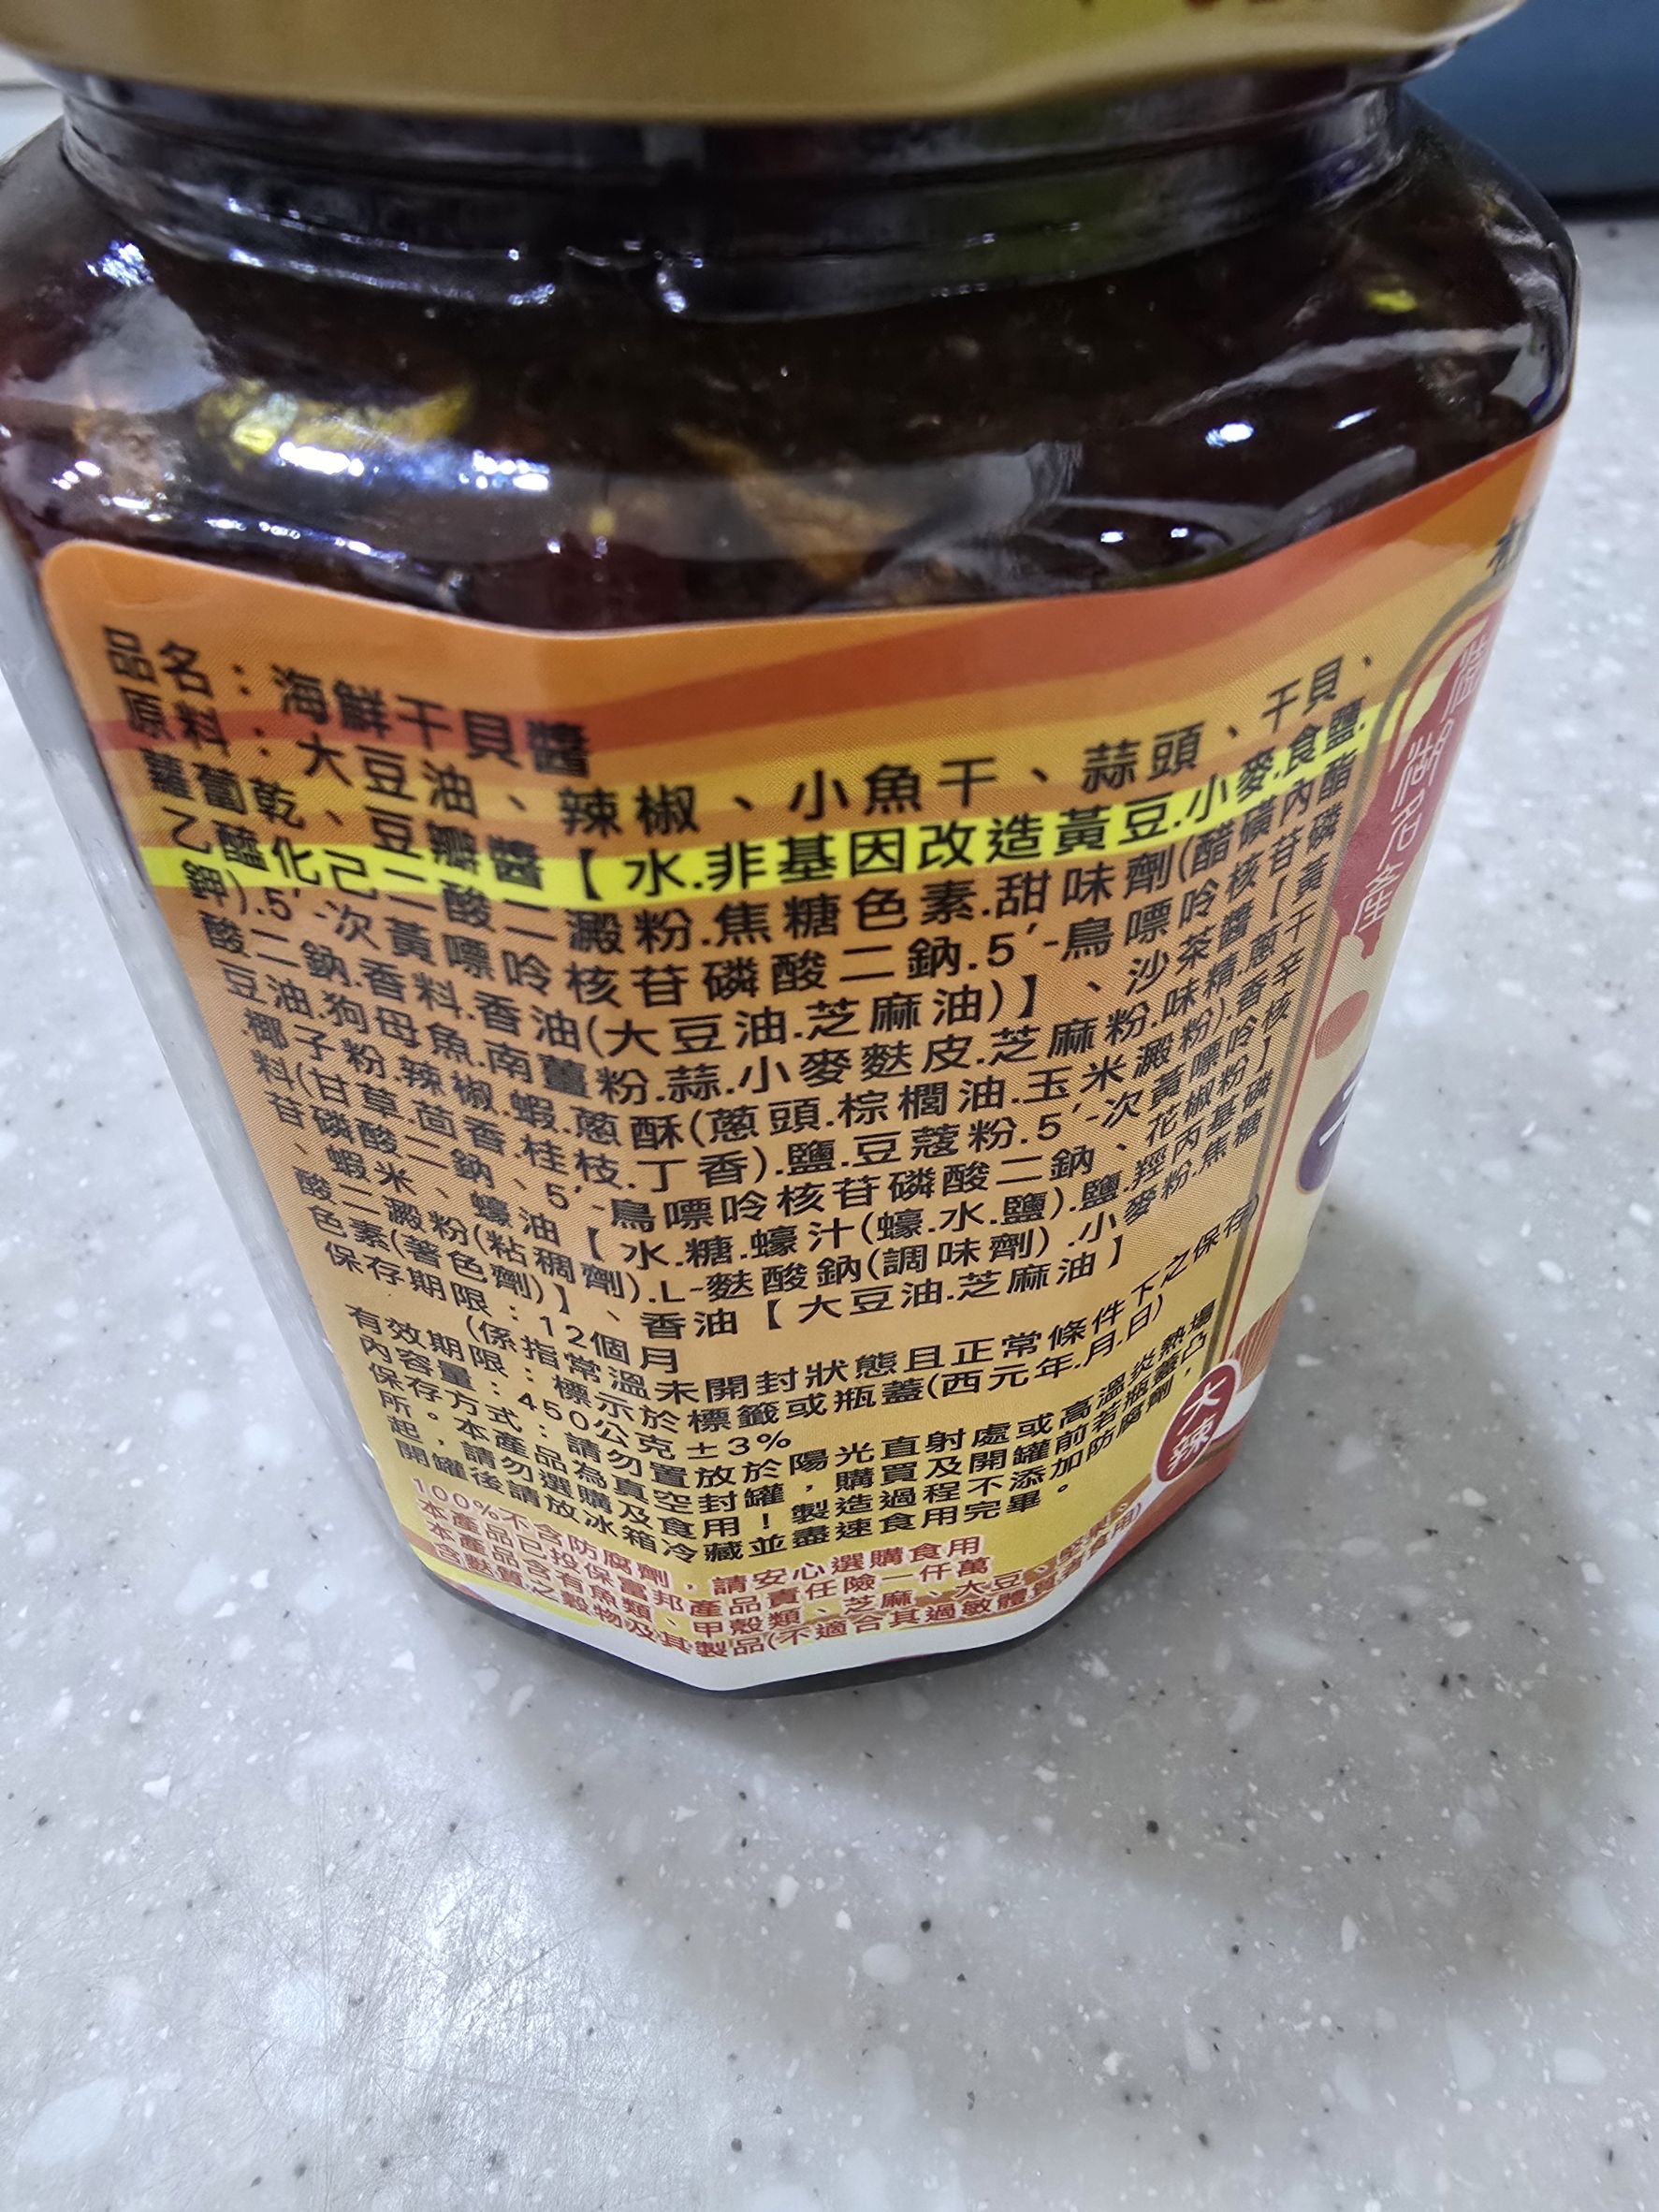 品名：海鮮干貝醬
原料：大豆油、辣椒、小魚干、蒜頭、干貝、
蘿蔔乾、豆瓣醬【水.非基因改造黃豆.小麥.食鹽.
乙醯化己二酸二澱粉.焦糖色素.甜味劑(醋磺內酯
鉀).5′-次黃嘌呤核苷磷酸二鈉.5′-鳥嘌呤核苷磷
酸二鈉.香料.香油(大豆油.芝麻油)】、沙茶醬【黃
豆油.狗母魚.南薑粉.蒜.小麥麩皮.芝麻粉.味精.蔥干
.椰子粉.辣椒.蝦.蔥酥(蔥頭.棕櫚油.玉米澱粉).香辛
料(甘草.茴香.桂枝.丁香).鹽.豆蔻粉.5′-次黃嘌呤核
苷磷酸二鈉、5′-鳥嘌呤核苷磷酸二鈉、花椒粉】
、蝦米、蠔油【水.糖.蠔汁(蠔.水.鹽).鹽.羥丙基磷
酸二澱粉(粘稠劑).L-麩酸鈉(調味劑).小麥粉.焦糖
色素(著色劑)】、香油【大豆油.芝麻油】
保存期限：12個月
(係指常溫未開封狀態且正常條件下之保存)
有效期限：標示於標籤或瓶蓋(西元年.月.日)
內容量：450公克±3%
保存方式：請勿置放於陽光直射處或高溫炎熱場
所。本產品為真空封罐，購買及開罐前若瓶蓋凸
起，請勿選購及食用！製造過程不添加防腐劑，
開罐後請放冰箱冷藏並盡速食用完畢。
100%不含防腐劑，請安心選購食用
本產品已投保富邦產品責任險一仟萬
本產品含有魚類、甲殼類、芝麻、大豆、堅果、
含麩質之穀物及其製品(不適合其過敏體質者食用)
澎湖名產
大辣